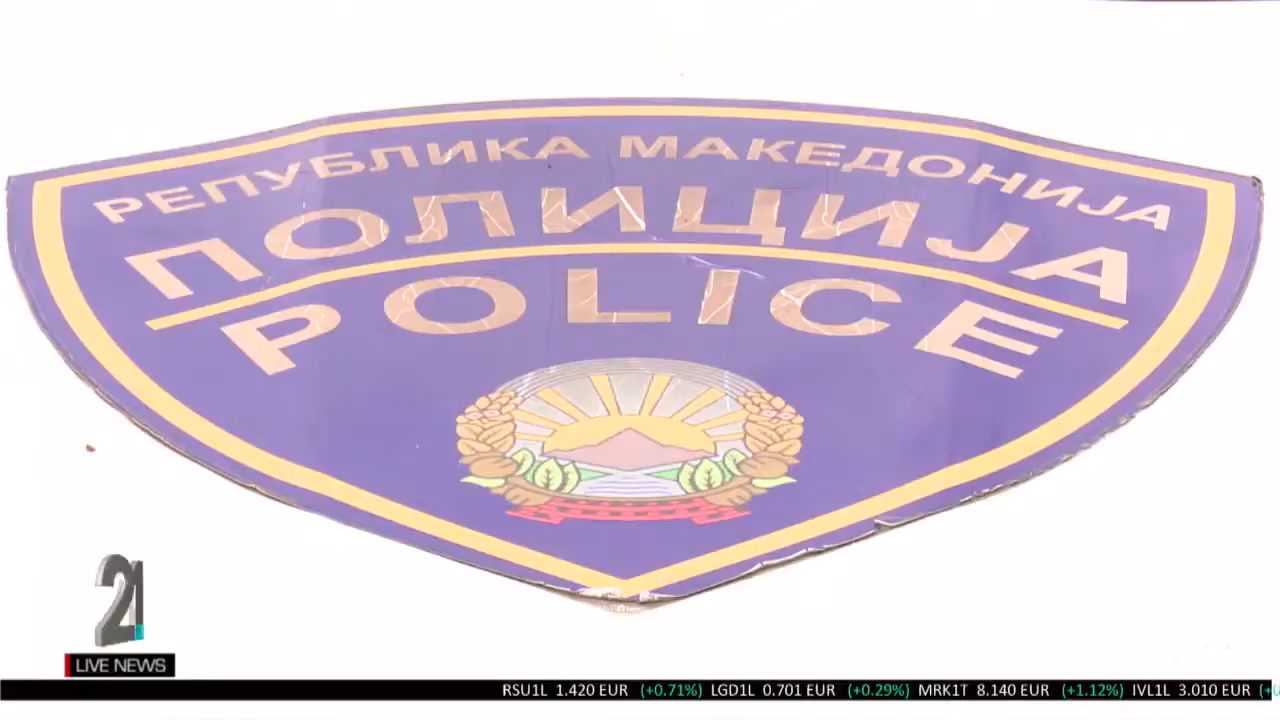 РЕПУБЛИКА МАКЕДОНИЈА
ПОЛИЦИЈА
POLICE
21
LIVE NEWS
RSU1L 1.420 EUR (+0.71%) LGD1L 0.701 EUR (+0.29%) MRK1T 8.140 EUR (+1.12%) IVL1L 3.010 EUR